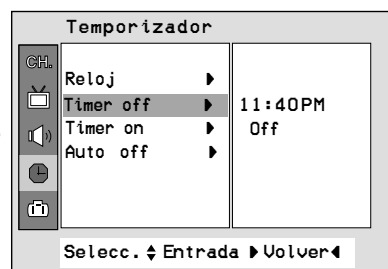 Temporizador
CH.
Reloj
Timer off 11:40PM
Timer on Off
Auto off
Selecc. Entrada Volver